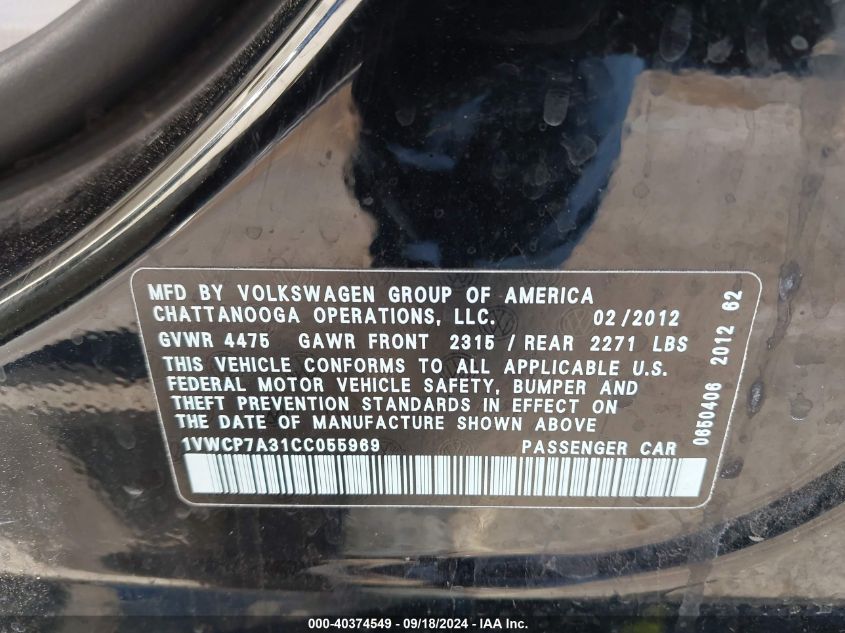 MFD BY VOLKSWAGEN GROUP OF AMERICA
CHATTANOOGA OPERATIONS, LLC. 02/2012
GVWR 4475 GAWR FRONT 2315 / REAR 2271 LBS
THIS VEHICLE CONFORMS TO ALL APPLICABLE U.S.
FEDERAL MOTOR VEHICLE SAFETY, BUMPER AND
THEFT PREVENTION STANDARDS IN EFFECT ON
THE DATE OF MANUFACTURE SHOWN ABOVE
1VWCP7A31CC055969 PASSENGER CAR
0650406 2012 62
000-40374549 - 09/18/2024 - IAA Inc.